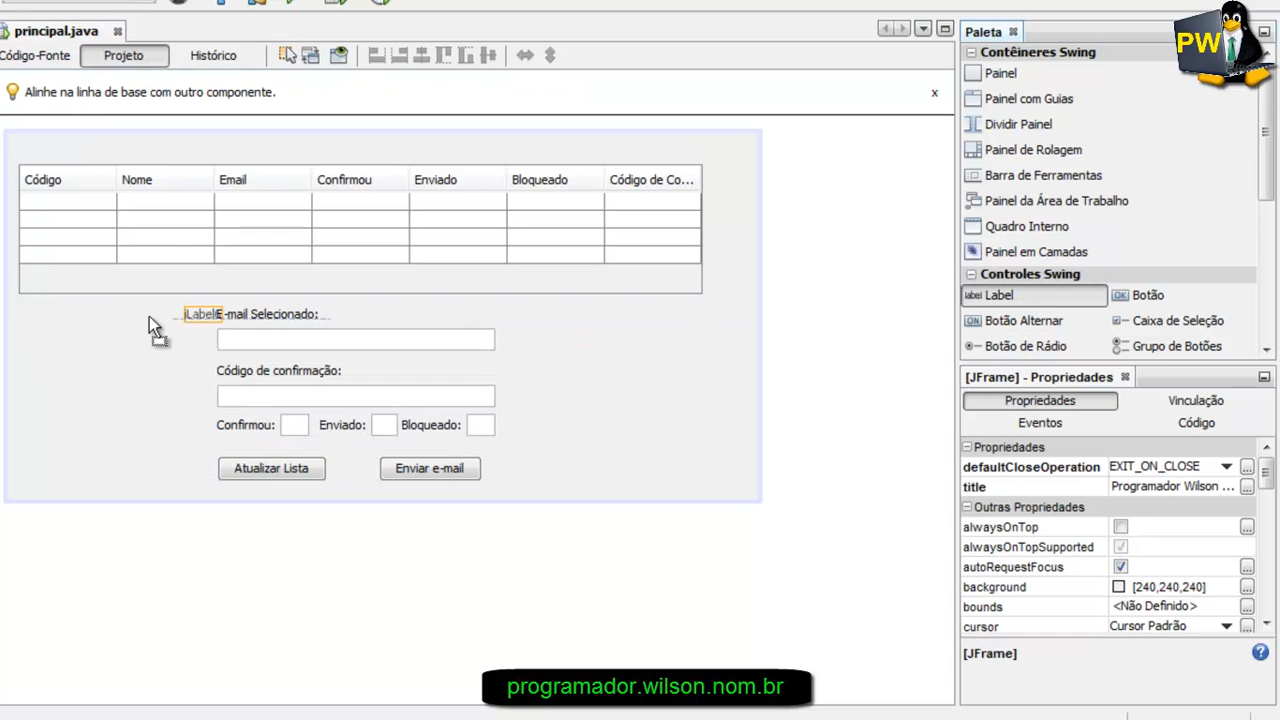 principal.java
Paleta
PW
Código-Fonte
Projeto
Histórico
Contêineres Swing
Painel
Alinhe na linha de base com outro componente.
x
Painel com Guias
Dividir Painel
Painel de Rolagem
Barra de Ferramentas
Painel da Área de Trabalho
Quadro Interno
Painel em Camadas
Controles Swing
label Label
OK Botão
ON Botão Alternar
Caixa de Seleção
Botão de Rádio
Grupo de Botões
Código
Nome
Email
Confirmou
Enviado
Bloqueado
Código de Co...
E-mail Selecionado:
Código de confirmação:
Confirmou:
Enviado:
Bloqueado:
Atualizar Lista
Enviar e-mail
[JFrame] - Propriedades
Propriedades
Vinculação
Eventos
Código
Propriedades
defaultCloseOperation
EXIT_ON_CLOSE
...
title
Programador Wilson ...
...
Outras Propriedades
alwaysOnTop
...
alwaysOnTopSupported
autoRequestFocus
...
background
[240,240,240]
...
bounds
<Não Definido>
...
cursor
Cursor Padrão
...
[JFrame]
?
programador.wilson.nom.br